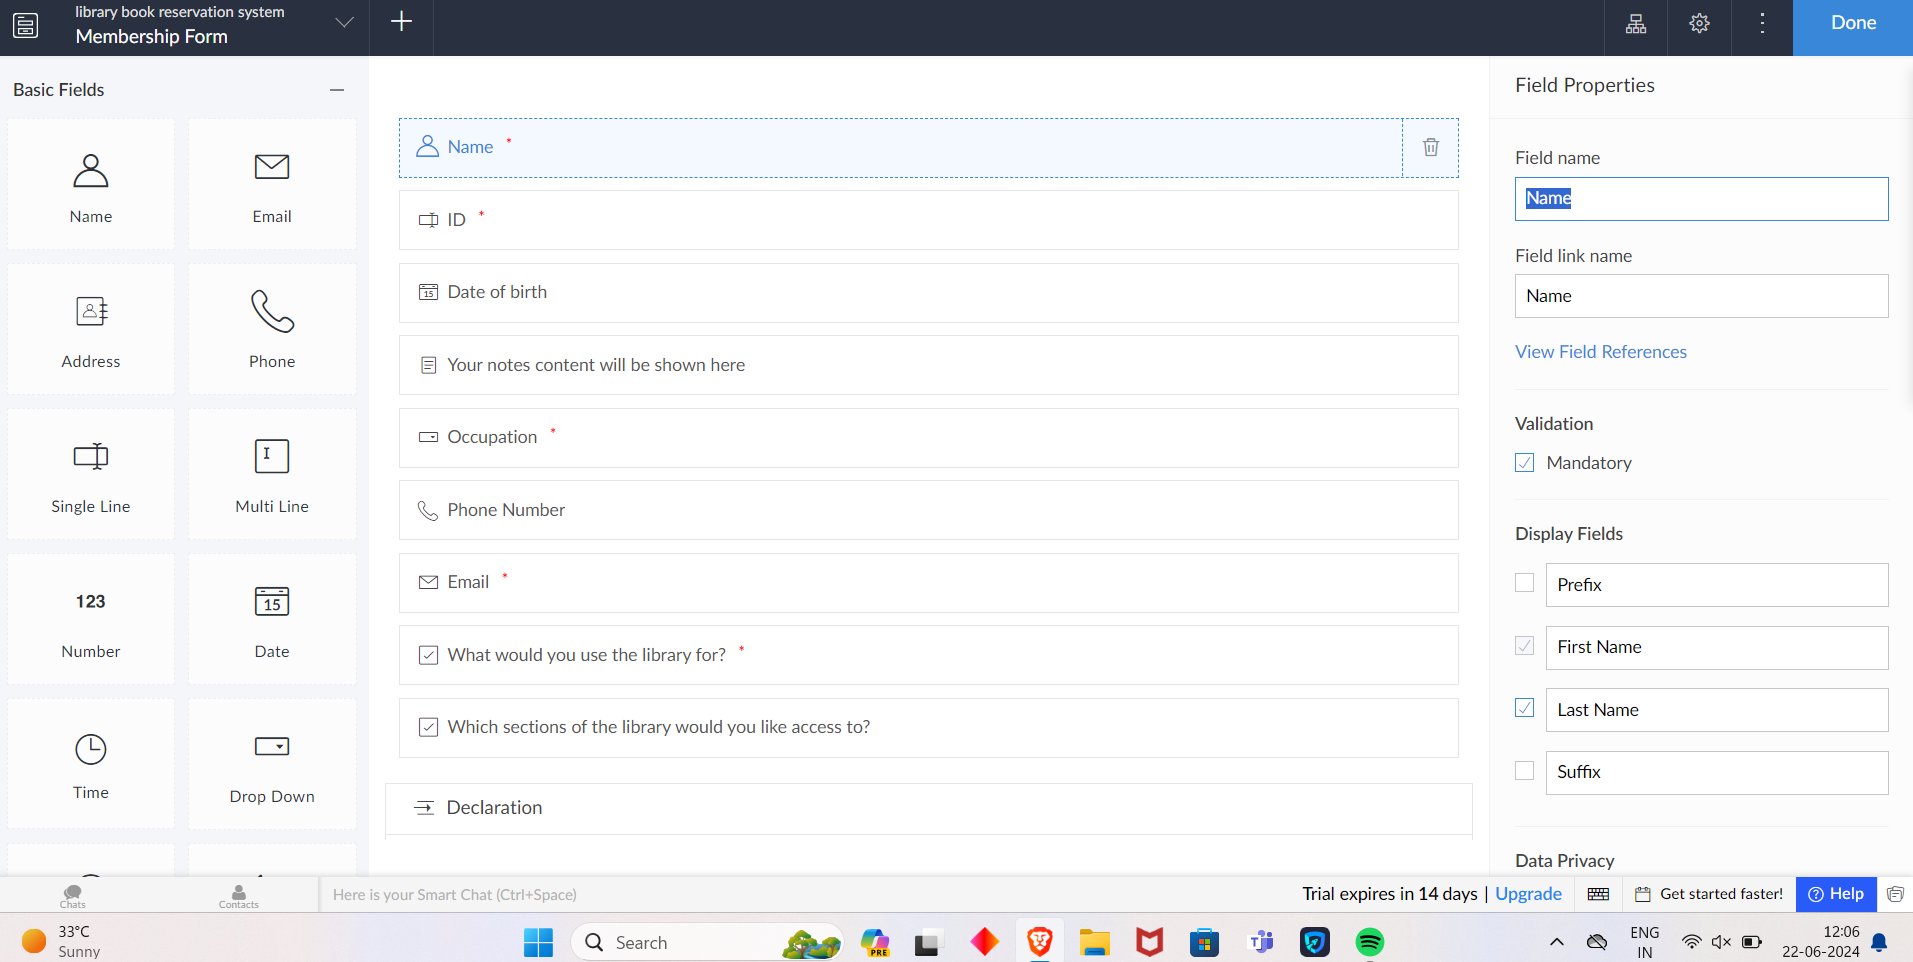 library book reservation system
Membership Form
Done
Basic Fields
Name
Email
Address
Phone
Single Line
Multi Line
123
Number
15
Date
Time
Drop Down
Name *
ID *
15
Date of birth
Your notes content will be shown here
Occupation *
Phone Number
Email *
What would you use the library for? *
Which sections of the library would you like access to?
Declaration
Field Properties
Field name
Name
Field link name
Name
View Field References
Validation
Mandatory
Display Fields
Prefix
First Name
Last Name
Suffix
Data Privacy
Chats
Contacts
Here is your Smart Chat (Ctrl+Space)
Trial expires in 14 days | Upgrade
Get started faster!
Help
33°C
Sunny
Search
PRE
ENG
IN
12:06
22-06-2024